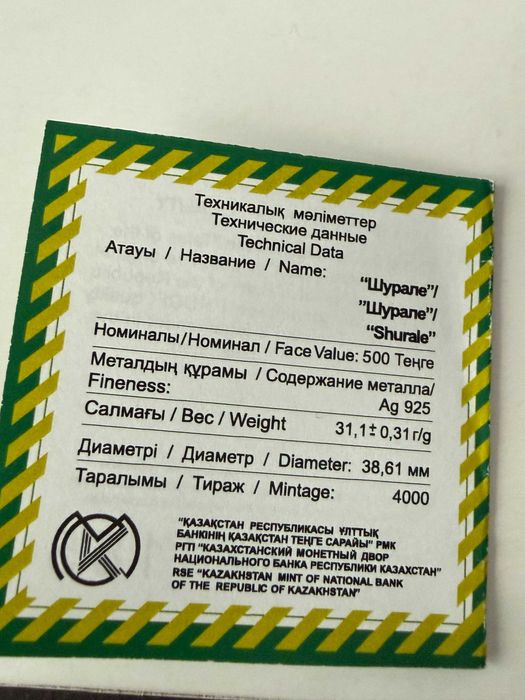 Техникалық мәліметтер
Технические данные
Technical Data
Атауы / Название / Name:
“Шурале”/
”Шурале”/
“Shurale”
Номиналы/Номинал / Face Value: 500 Теңге
Металдың құрамы / Содержание металла/
Fineness: Ag 925
Салмағы / Вес / Weight 31,1± 0,31 г/g
Диаметрі / Диаметр / Diameter: 38,61 мм
Таралымы / Тираж / Mintage: 4000
“ҚАЗАҚСТАН РЕСПУБЛИКАСЫ ҰЛТТЫҚ
БАНКІНІҢ ҚАЗАҚСТАН ТЕҢГЕ САРАЙЫ” РМК
РГП “КАЗАХСТАНСКИЙ МОНЕТНЫЙ ДВОР
НАЦИОНАЛЬНОГО БАНКА РЕСПУБЛИКИ КАЗАХСТАН”
RSE “KAZAKHSTAN MINT OF NATIONAL BANK
OF THE REPUBLIC OF KAZAKHSTAN”